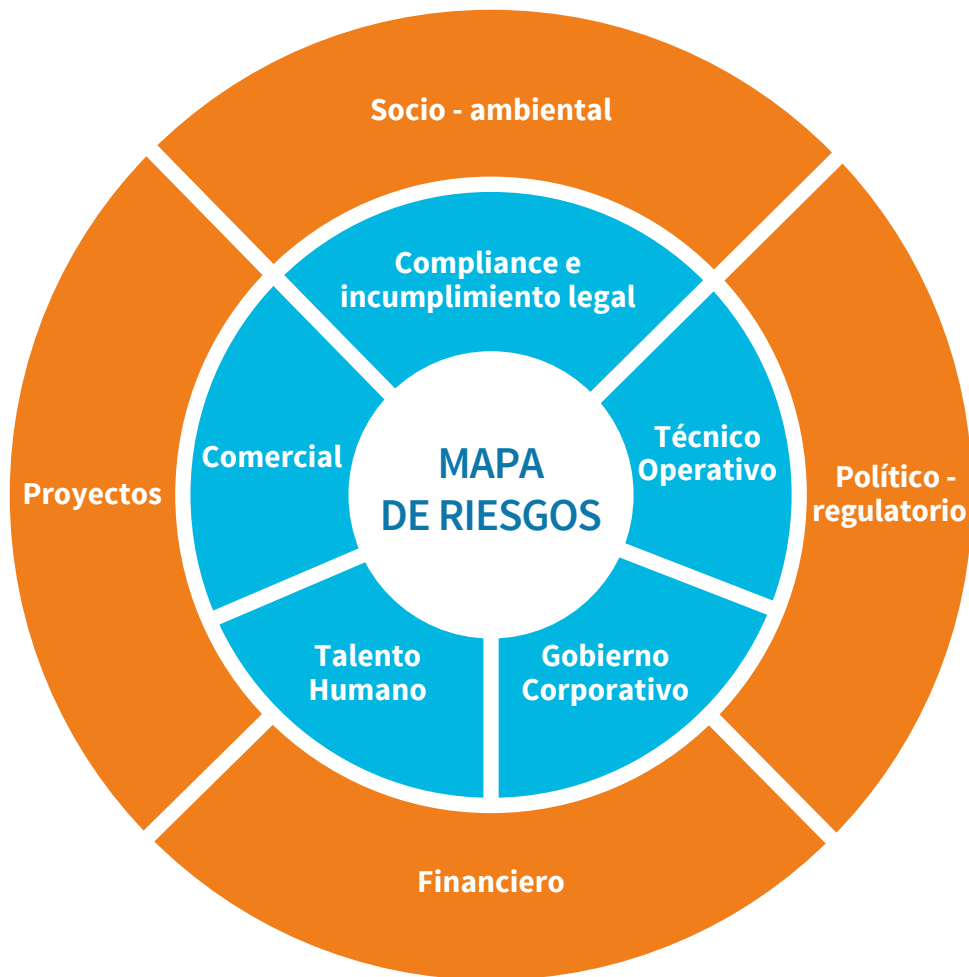 Socio - ambiental
Compliance e
incumplimiento legal
Comercial
MAPA
DE RIESGOS
Técnico
Operativo
Proyectos
Político -
regulatorio
Talento
Humano
Gobierno
Corporativo
Financiero